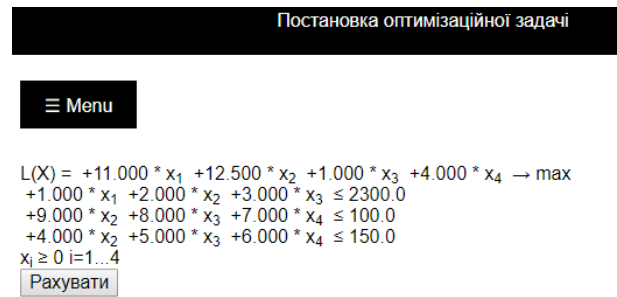 Постановка оптимізаційної задачі
☰ Menu
L(X) = +11.000 * x₁ +12.500 * x₂ +1.000 * x₃ +4.000 * x₄ → max
+1.000 * x₁ +2.000 * x₂ +3.000 * x₃ ≤ 2300.0
+9.000 * x₂ +8.000 * x₃ +7.000 * x₄ ≤ 100.0
+4.000 * x₂ +5.000 * x₃ +6.000 * x₄ ≤ 150.0
xᵢ ≥ 0 i=1...4
Рахувати